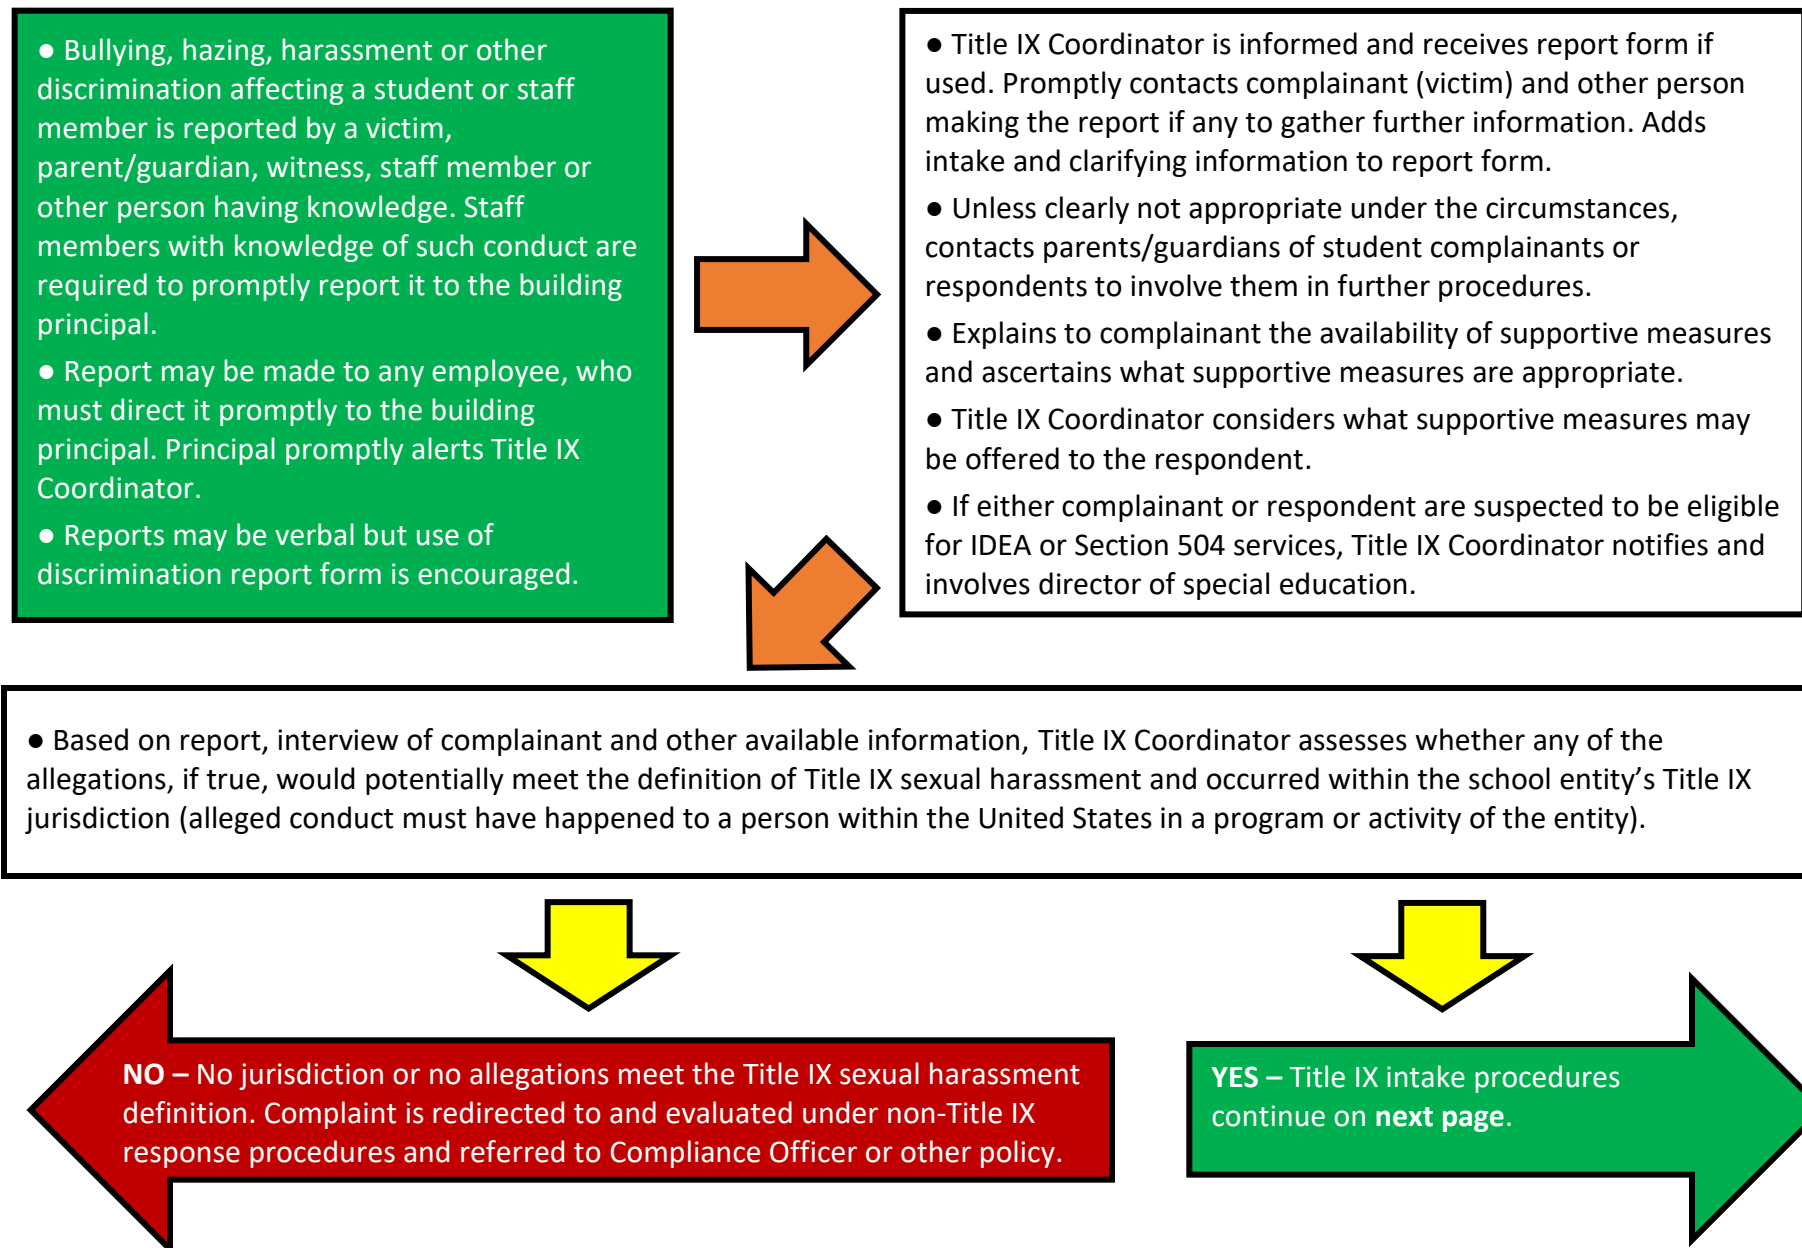 ● Bullying, hazing, harassment or other
discrimination affecting a student or staff
member is reported by a victim,
parent/guardian, witness, staff member or
other person having knowledge. Staff
members with knowledge of such conduct are
required to promptly report it to the building
principal.
● Report may be made to any employee, who
must direct it promptly to the building
principal. Principal promptly alerts Title IX
Coordinator.
● Reports may be verbal but use of
discrimination report form is encouraged.
● Title IX Coordinator is informed and receives report form if
used. Promptly contacts complainant (victim) and other person
making the report if any to gather further information. Adds
intake and clarifying information to report form.
● Unless clearly not appropriate under the circumstances,
contacts parents/guardians of student complainants or
respondents to involve them in further procedures.
● Explains to complainant the availability of supportive measures
and ascertains what supportive measures are appropriate.
● Title IX Coordinator considers what supportive measures may
be offered to the respondent.
● If either complainant or respondent are suspected to be eligible
for IDEA or Section 504 services, Title IX Coordinator notifies and
involves director of special education.
● Based on report, interview of complainant and other available information, Title IX Coordinator assesses whether any of the
allegations, if true, would potentially meet the definition of Title IX sexual harassment and occurred within the school entity’s Title IX
jurisdiction (alleged conduct must have happened to a person within the United States in a program or activity of the entity).
NO – No jurisdiction or no allegations meet the Title IX sexual harassment
definition. Complaint is redirected to and evaluated under non-Title IX
response procedures and referred to Compliance Officer or other policy.
YES – Title IX intake procedures
continue on next page.